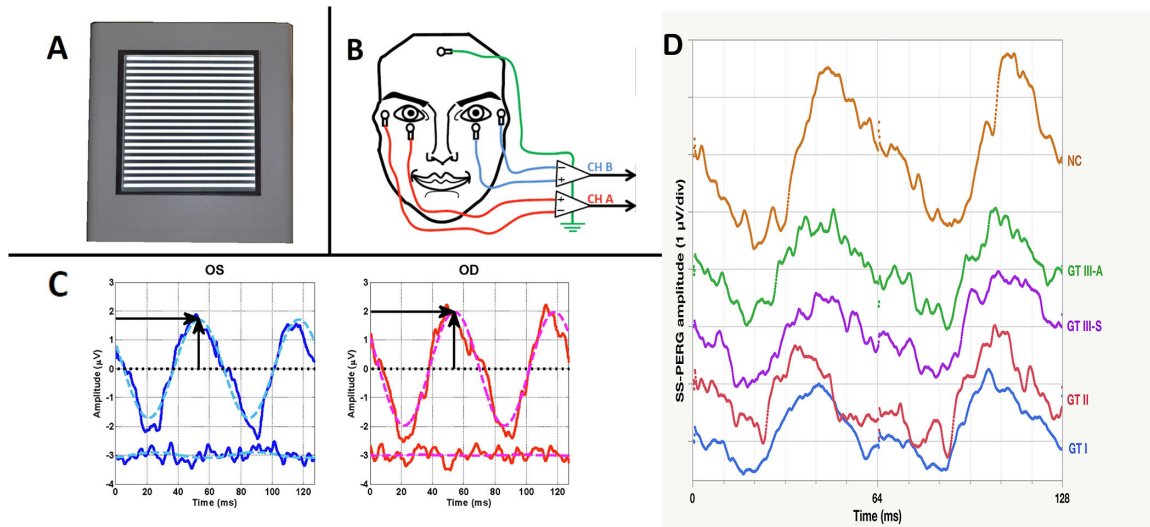 A
B
CH B
CH A
+
-
+
-
C
OS
Amplitude (µV)
3
2
1
0
-1
-2
-3
-4
0 20 40 60 80 100 120
Time (ms)
OD
Amplitude (µV)
3
2
1
0
-1
-2
-3
-4
0 20 40 60 80 100 120
Time (ms)
D
SS-PERG amplitude (1 µV/div)
NC
GT III-A
GT III-S
GT II
GT I
0 64 128
Time (ms)